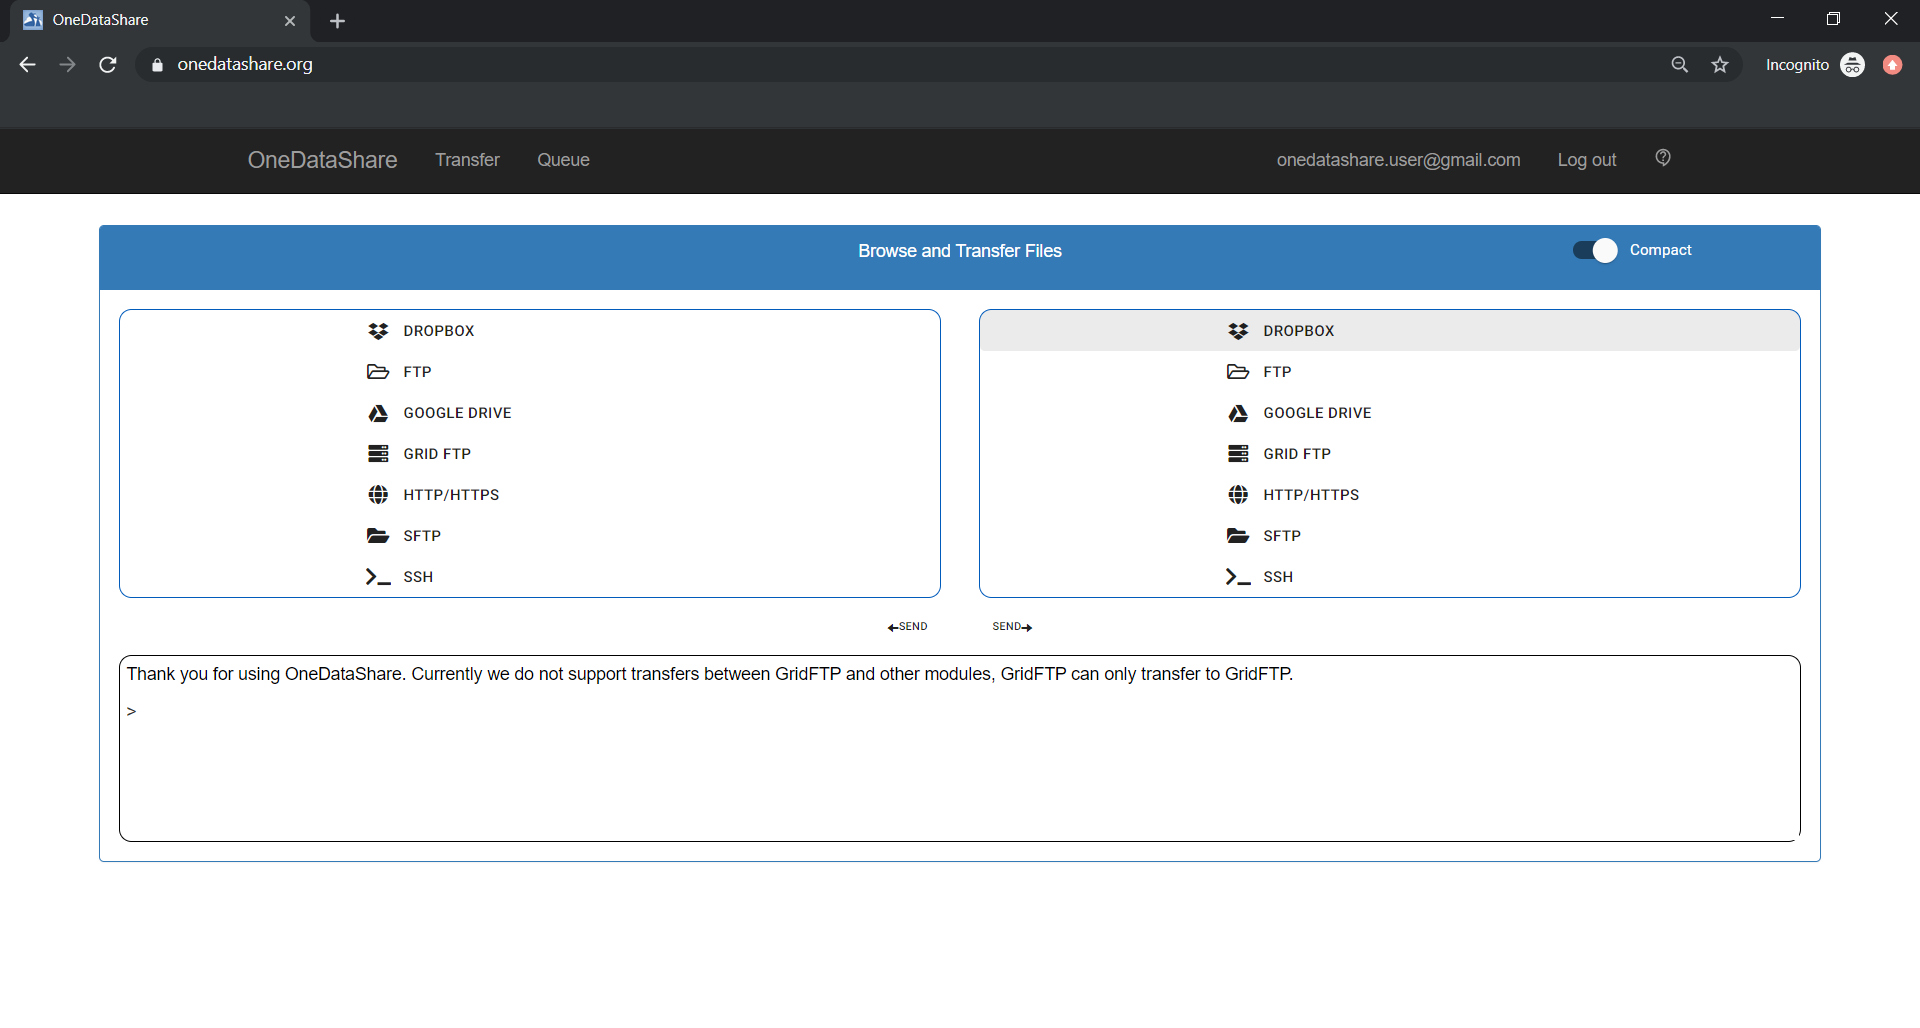 OneDataShare
onedatashare.org
Incognito
OneDataShare Transfer Queue onedatashare.user@gmail.com Log out
Browse and Transfer Files
Compact
DROPBOX
FTP
GOOGLE DRIVE
GRID FTP
HTTP/HTTPS
SFTP
SSH
DROPBOX
FTP
GOOGLE DRIVE
GRID FTP
HTTP/HTTPS
SFTP
SSH
SEND SEND
Thank you for using OneDataShare. Currently we do not support transfers between GridFTP and other modules, GridFTP can only transfer to GridFTP.
>